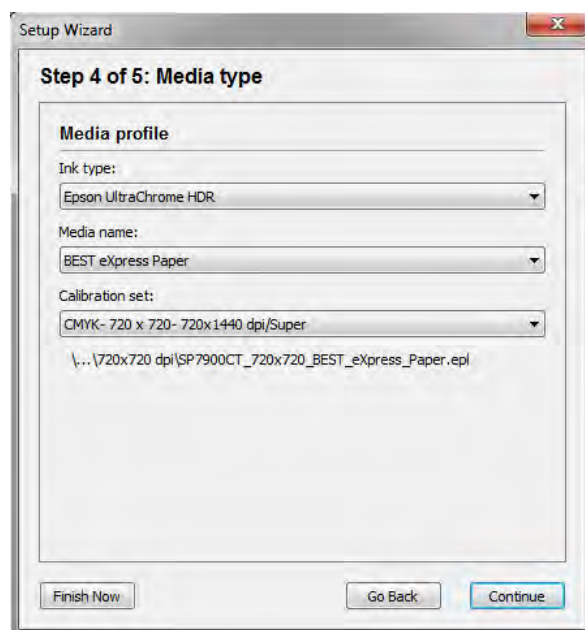 Setup Wizard
Step 4 of 5: Media type
Media profile
Ink type:
Epson UltraChrome HDR
Media name:
BEST eXpress Paper
Calibration set:
CMYK- 720 x 720- 720x1440 dpi/Super
\...\720x720 dpi\SP7900CT_720x720_BEST_eXpress_Paper.epl
Finish Now Go Back Continue